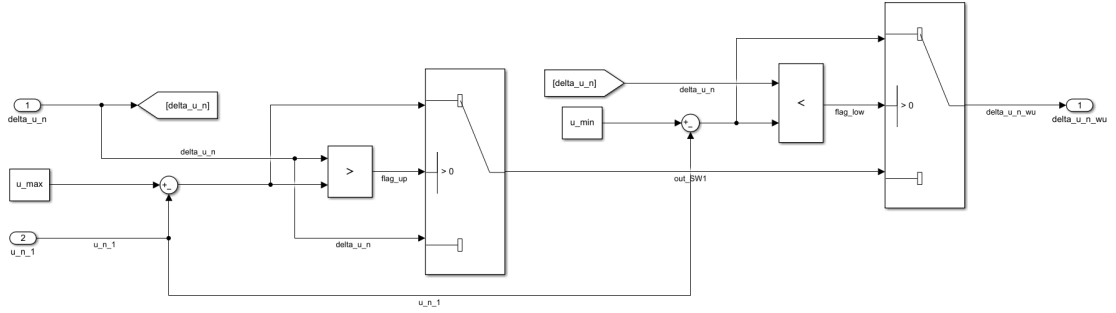 1
delta_u_n
[delta_u_n]
delta_u_n
u_max
+
-
2
u_n_1
u_n_1
>
flag_up
delta_u_n
> 0
u_n_1
[delta_u_n]
delta_u_n
u_min
+
-
<
flag_low
out_SW1
> 0
delta_u_n_wu
1
delta_u_n_wu